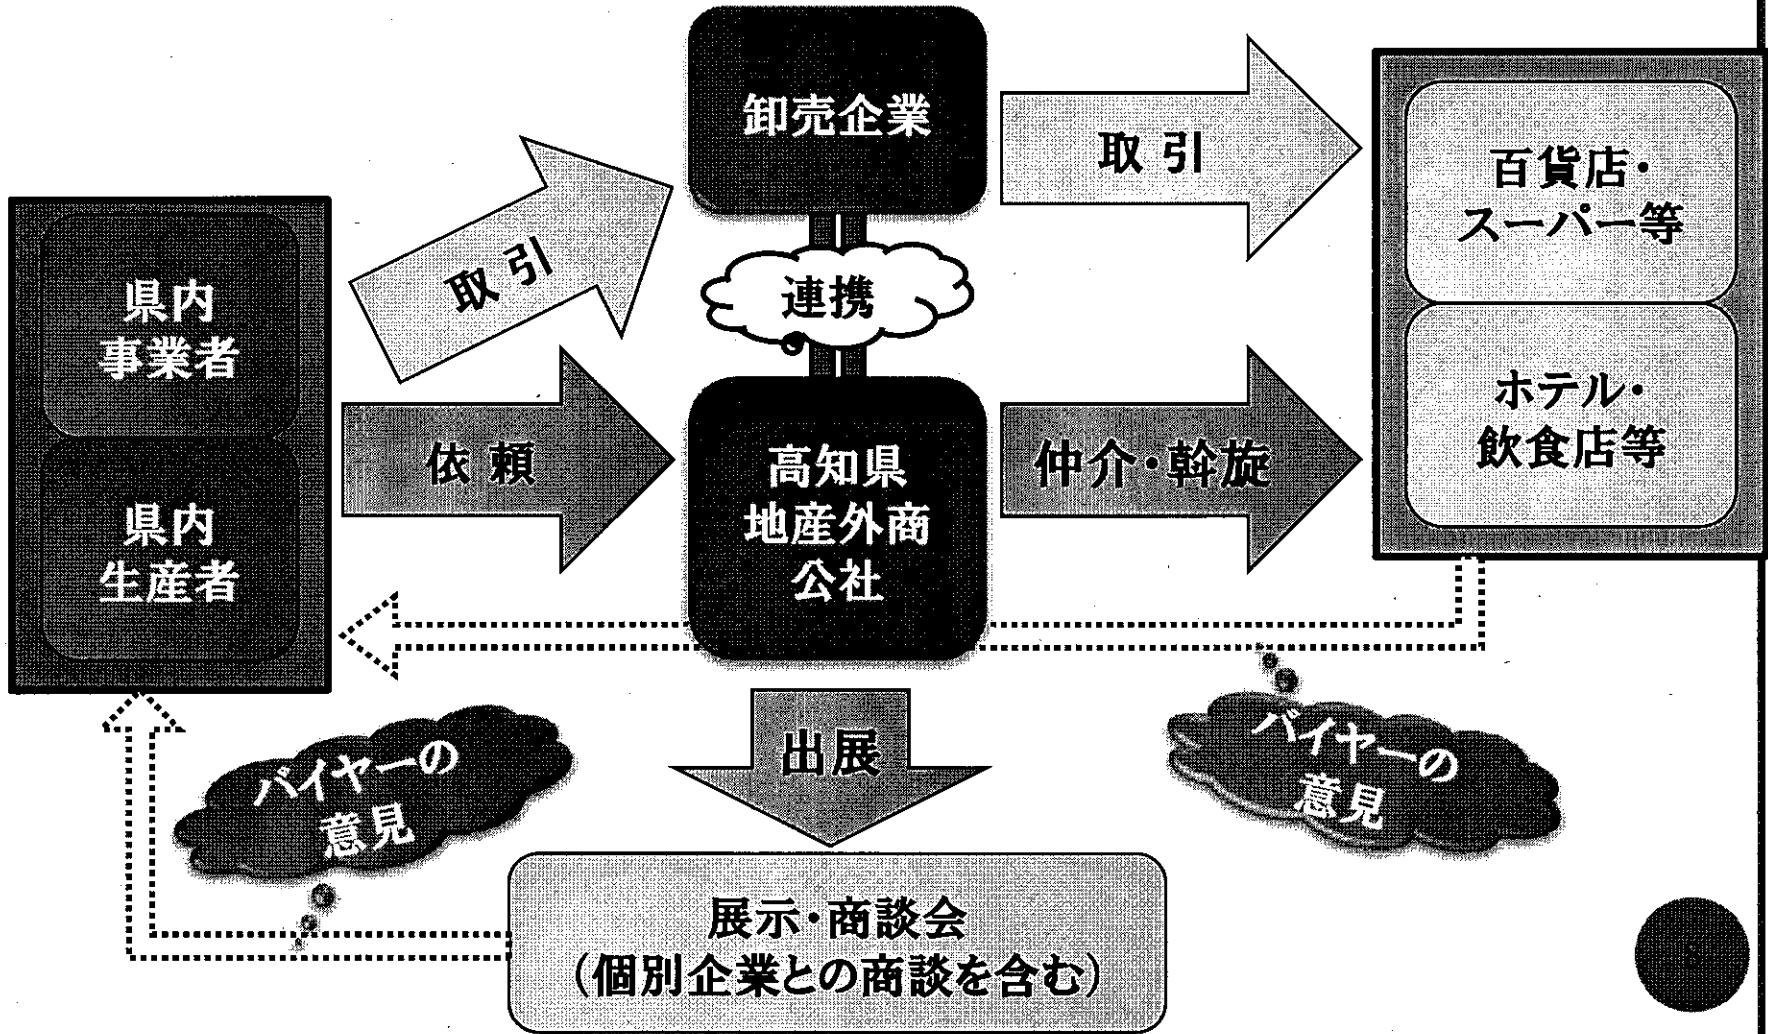 卸売企業
取引
百貨店・
スーパー等
取引
連携
県内
事業者
ホテル・
飲食店等
依頼
高知県
地産外商
公社
仲介・斡旋
県内
生産者
出展
バイヤーの
意見
バイヤーの
意見
展示・商談会
（個別企業との商談を含む）
8